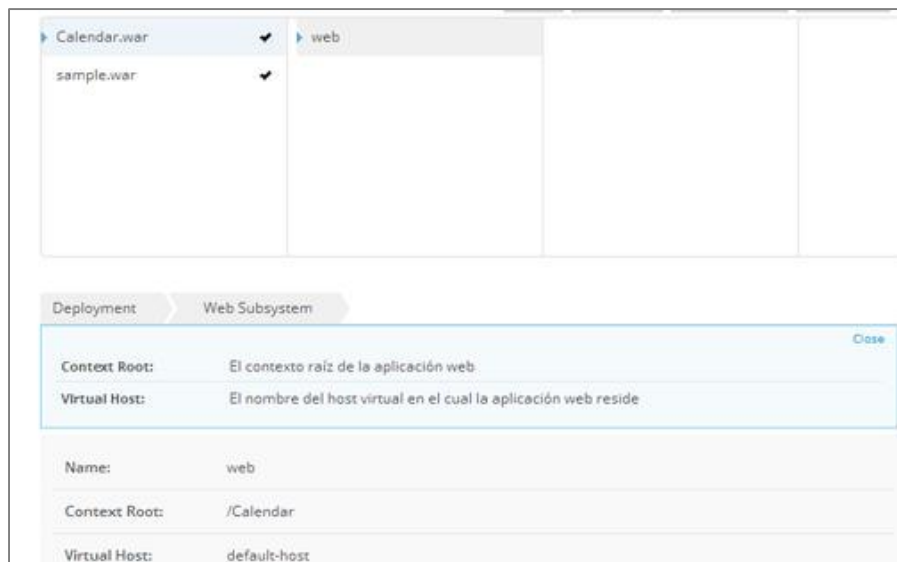 Calendar.war web
sample.war
Deployment Web Subsystem
Close
Context Root: El contexto raíz de la aplicación web
Virtual Host: El nombre del host virtual en el cual la aplicación web reside
Name: web
Context Root: /Calendar
Virtual Host: default-host